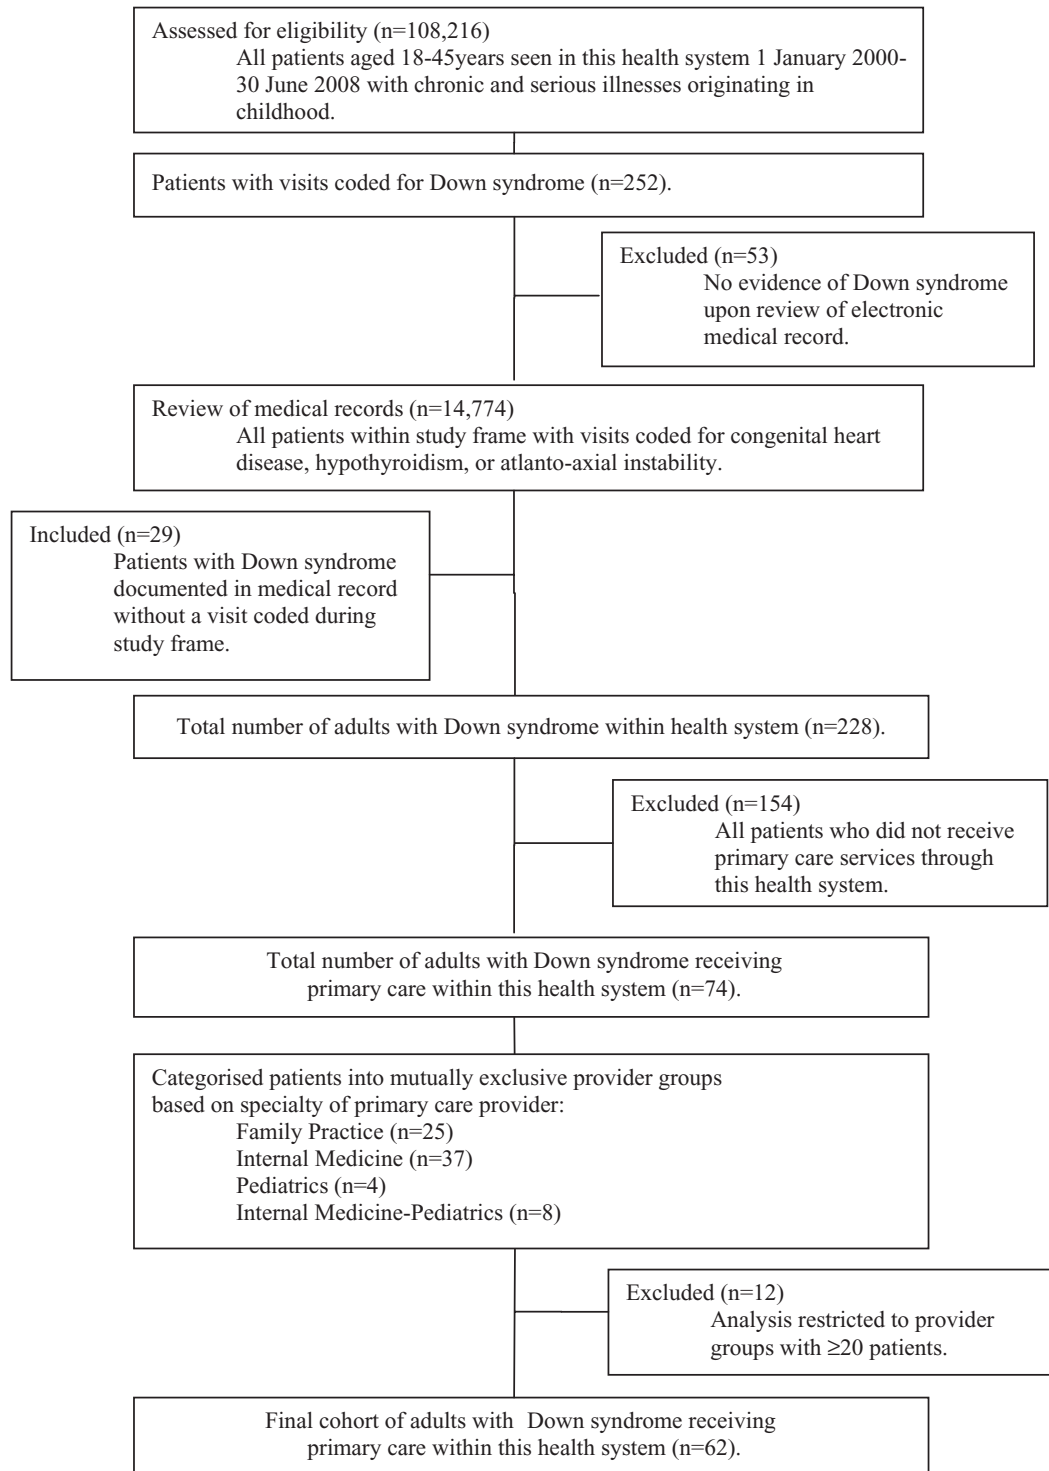 Assessed for eligibility (n=108,216)
All patients aged 18-45years seen in this health system 1 January 2000-
30 June 2008 with chronic and serious illnesses originating in
childhood.
Patients with visits coded for Down syndrome (n=252).
Excluded (n=53)
No evidence of Down syndrome
upon review of electronic
medical record.
Review of medical records (n=14,774)
All patients within study frame with visits coded for congenital heart
disease, hypothyroidism, or atlanto-axial instability.
Included (n=29)
Patients with Down syndrome
documented in medical record
without a visit coded during
study frame.
Total number of adults with Down syndrome within health system (n=228).
Excluded (n=154)
All patients who did not receive
primary care services through
this health system.
Total number of adults with Down syndrome receiving
primary care within this health system (n=74).
Categorised patients into mutually exclusive provider groups
based on specialty of primary care provider:
Family Practice (n=25)
Internal Medicine (n=37)
Pediatrics (n=4)
Internal Medicine-Pediatrics (n=8)
Excluded (n=12)
Analysis restricted to provider
groups with ≥20 patients.
Final cohort of adults with Down syndrome receiving
primary care within this health system (n=62).